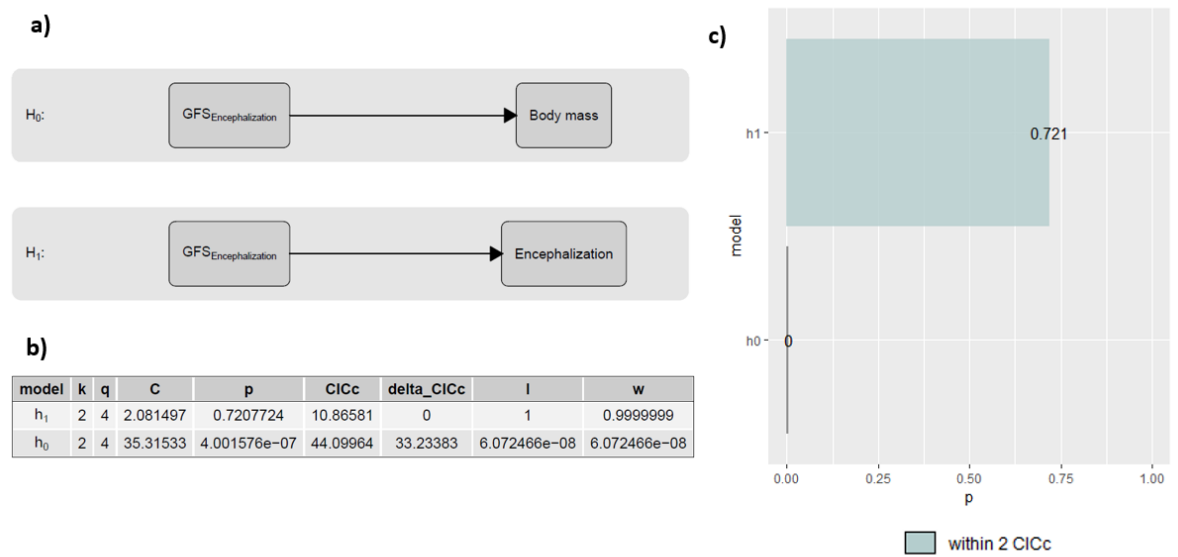 a)
H0:
GFSEncephalization
Body mass
H1:
GFSEncephalization
Encephalization
b)
model k q C p CICc delta_CICc l w
h1 2 4 2.081497 0.7207724 10.86581 0 1 0.9999999
h0 2 4 35.31533 4.001576e−07 44.09964 33.23383 6.072466e−08 6.072466e−08
c)
model
h1
0.721
h0
0
0.00 0.25 0.50 0.75 1.00
p
within 2 CICc